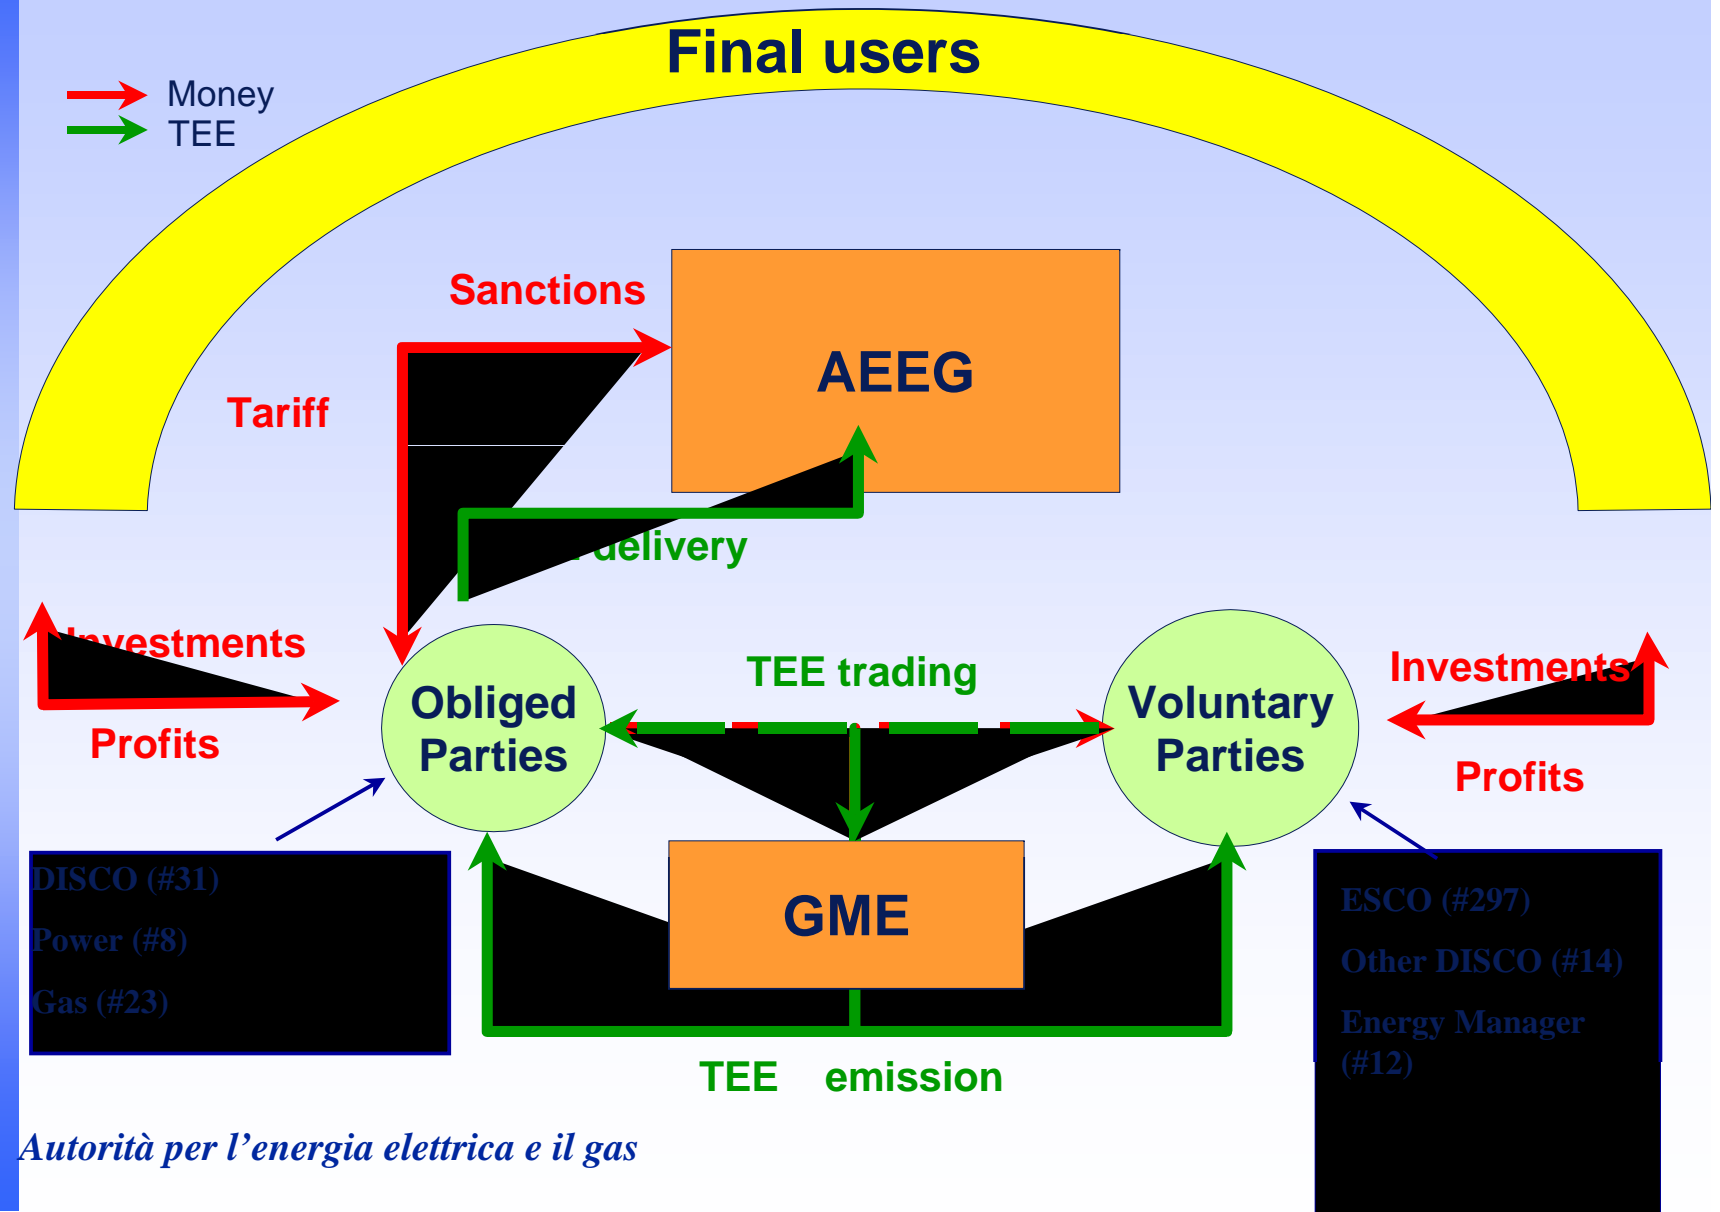 Final users
Money
TEE
Sanctions
AEEG
Tariff
delivery
Investments
Profits
Obliged
Parties
TEE trading
Voluntary
Parties
Investments
Profits
DISCO (#31)
Power (#8)
Gas (#23)
GME
ESCO (#297)
Other DISCO (#14)
Energy Manager
(#12)
TEE emission
Autorità per l’energia elettrica e il gas